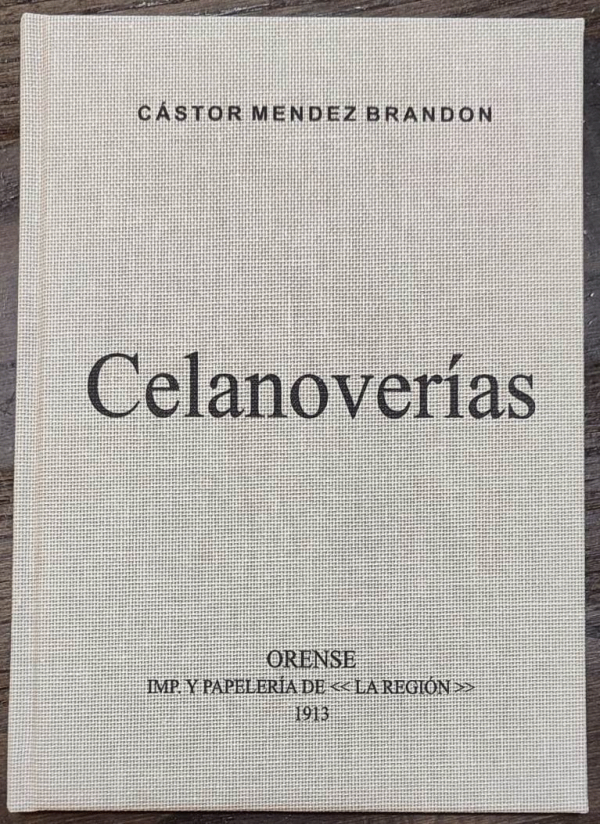 CÁSTOR MENDEZ BRANDON
Celanoverías
ORENSE
IMP. Y PAPELERÍA DE << LA REGIÓN >>
1913